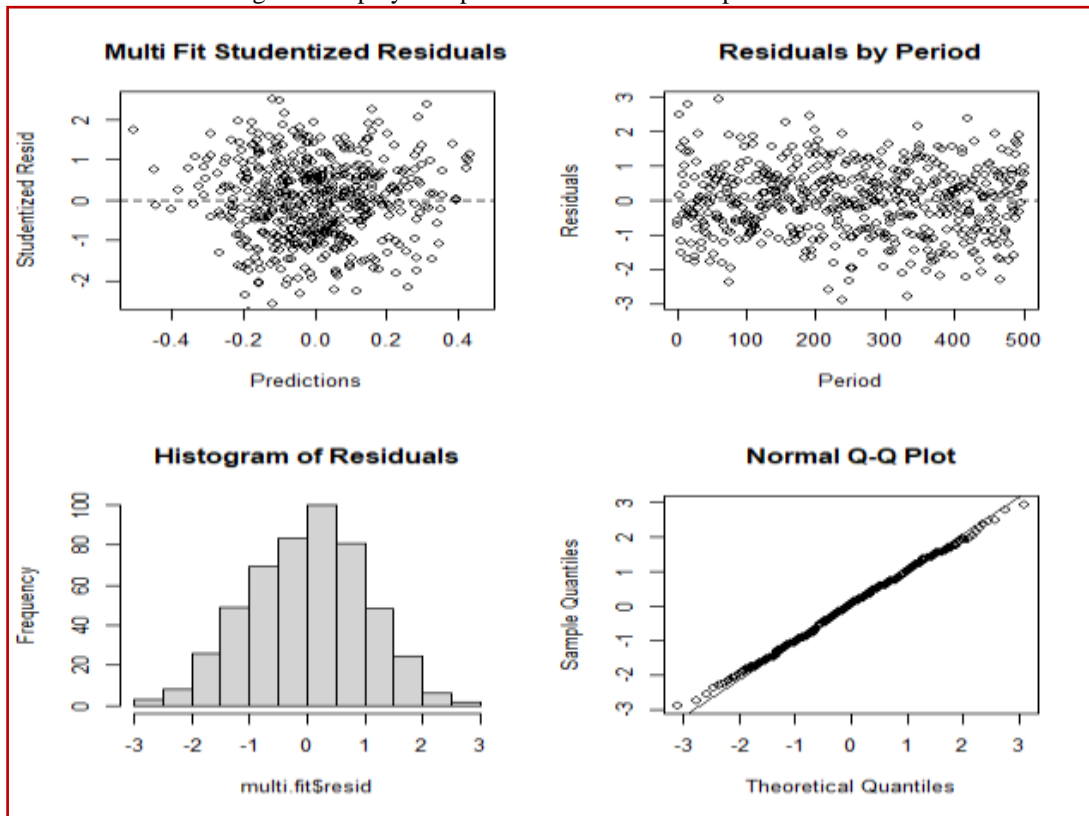 Multi Fit Studentized Residuals
Studentized Resid
2
1
0
-1
-2
-0.4 -0.2 0.0 0.2 0.4
Predictions
Residuals by Period
Residuals
3
2
1
0
-1
-2
-3
0 100 200 300 400 500
Period
Histogram of Residuals
Frequency
100
80
60
40
20
0
-3 -2 -1 0 1 2 3
multi.fit$resid
Normal Q-Q Plot
Sample Quantiles
3
2
1
0
-1
-2
-3
-3 -2 -1 0 1 2 3
Theoretical Quantiles